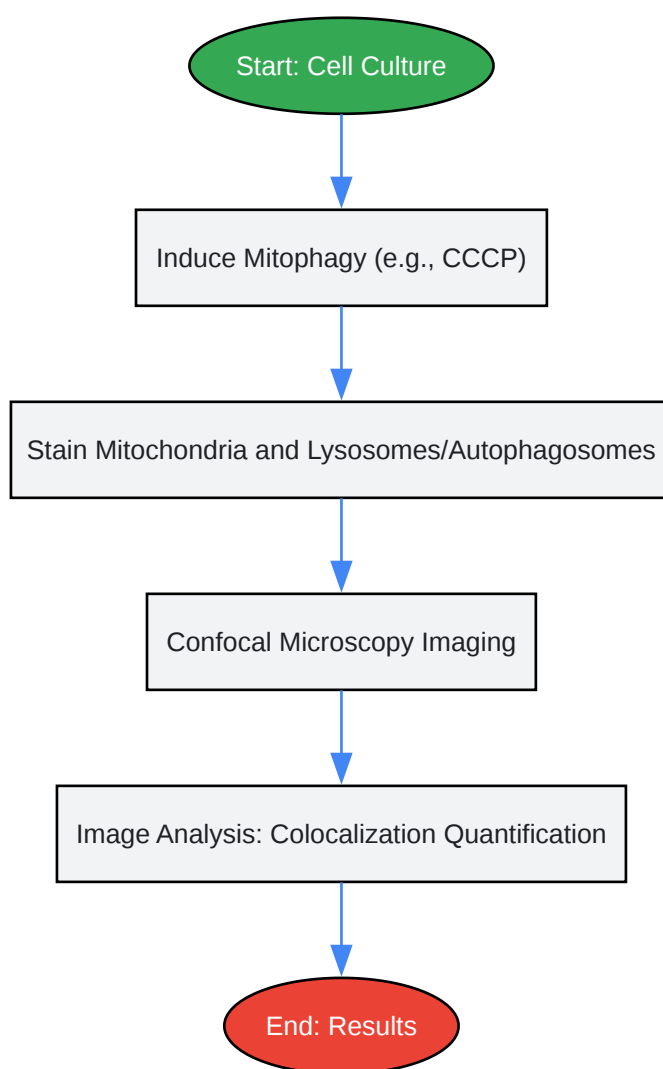 Start: Cell Culture
Induce Mitophagy (e.g., CCCP)
Stain Mitochondria and Lysosomes/Autophagosomes
Confocal Microscopy Imaging
Image Analysis: Colocalization Quantification
End: Results